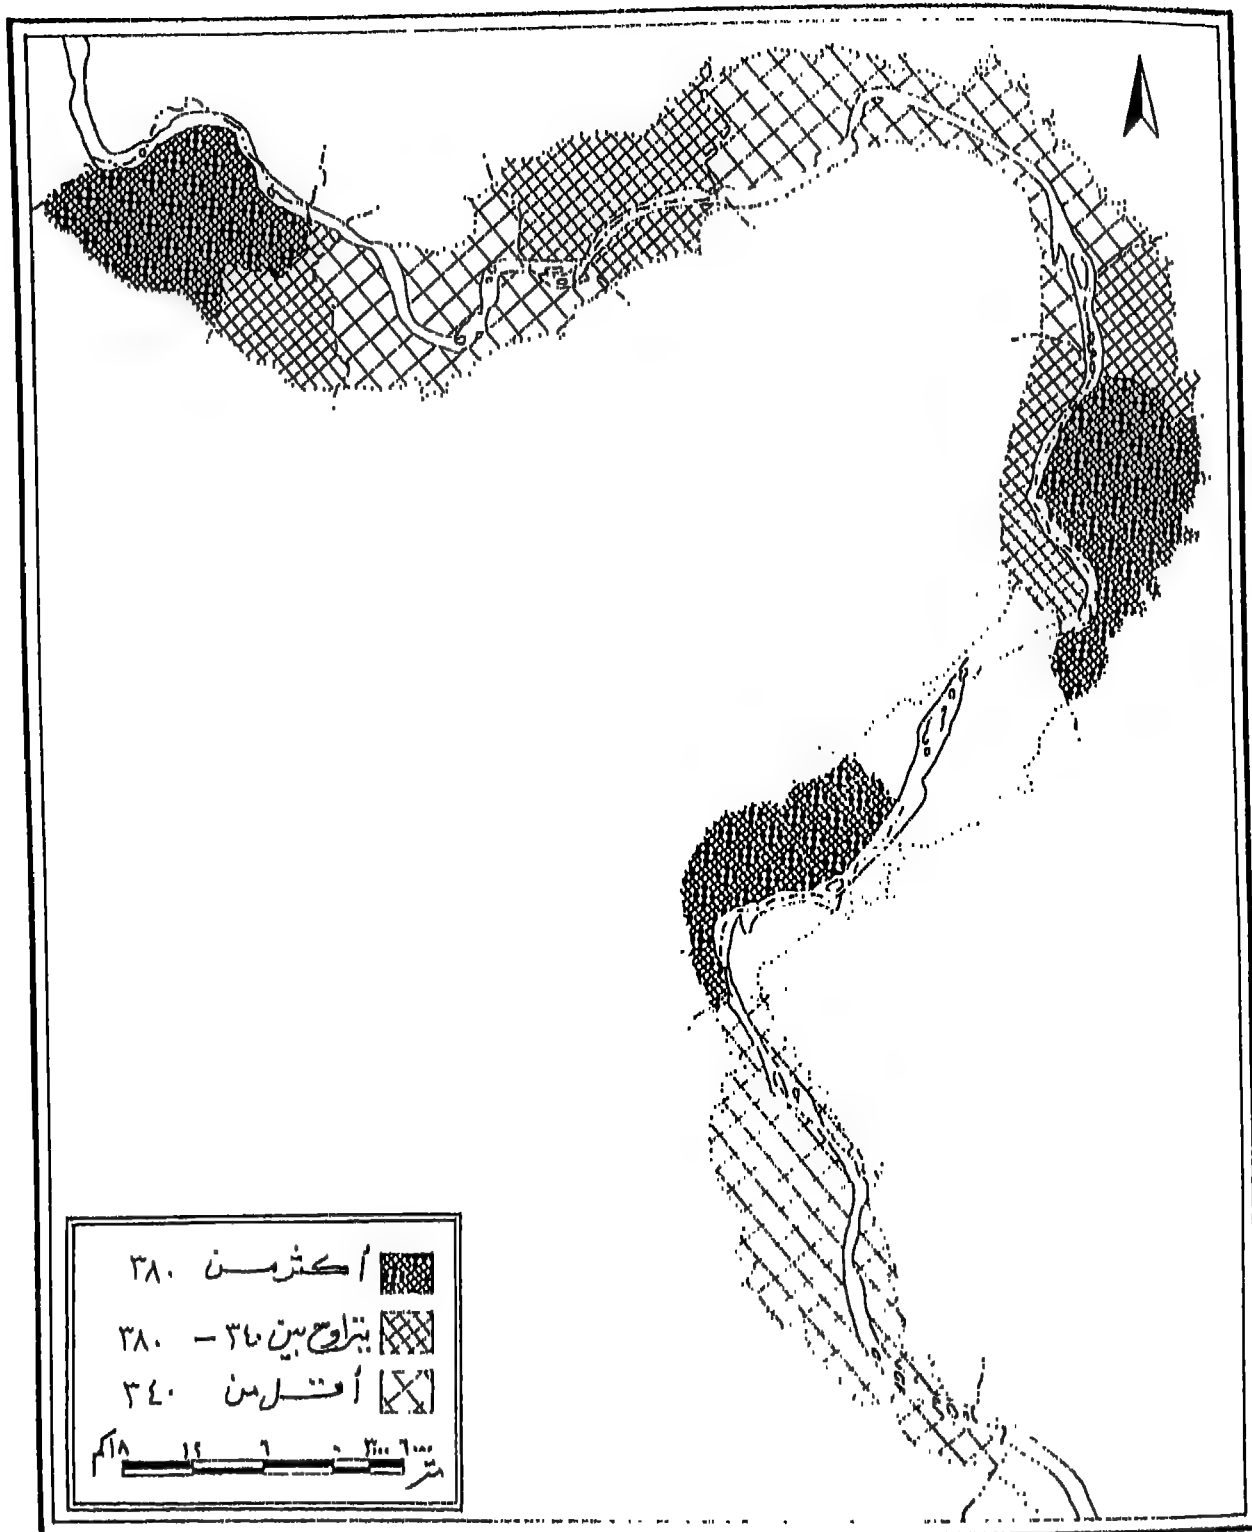 أكثر من ٣٨٠
يتراوح بين ٣٤٠ – ٣٨٠
أقل من ٣٤٠
١٨كم ١٢ ٦ ٠ ٣٠٠٠ ٦٠٠٠ متر